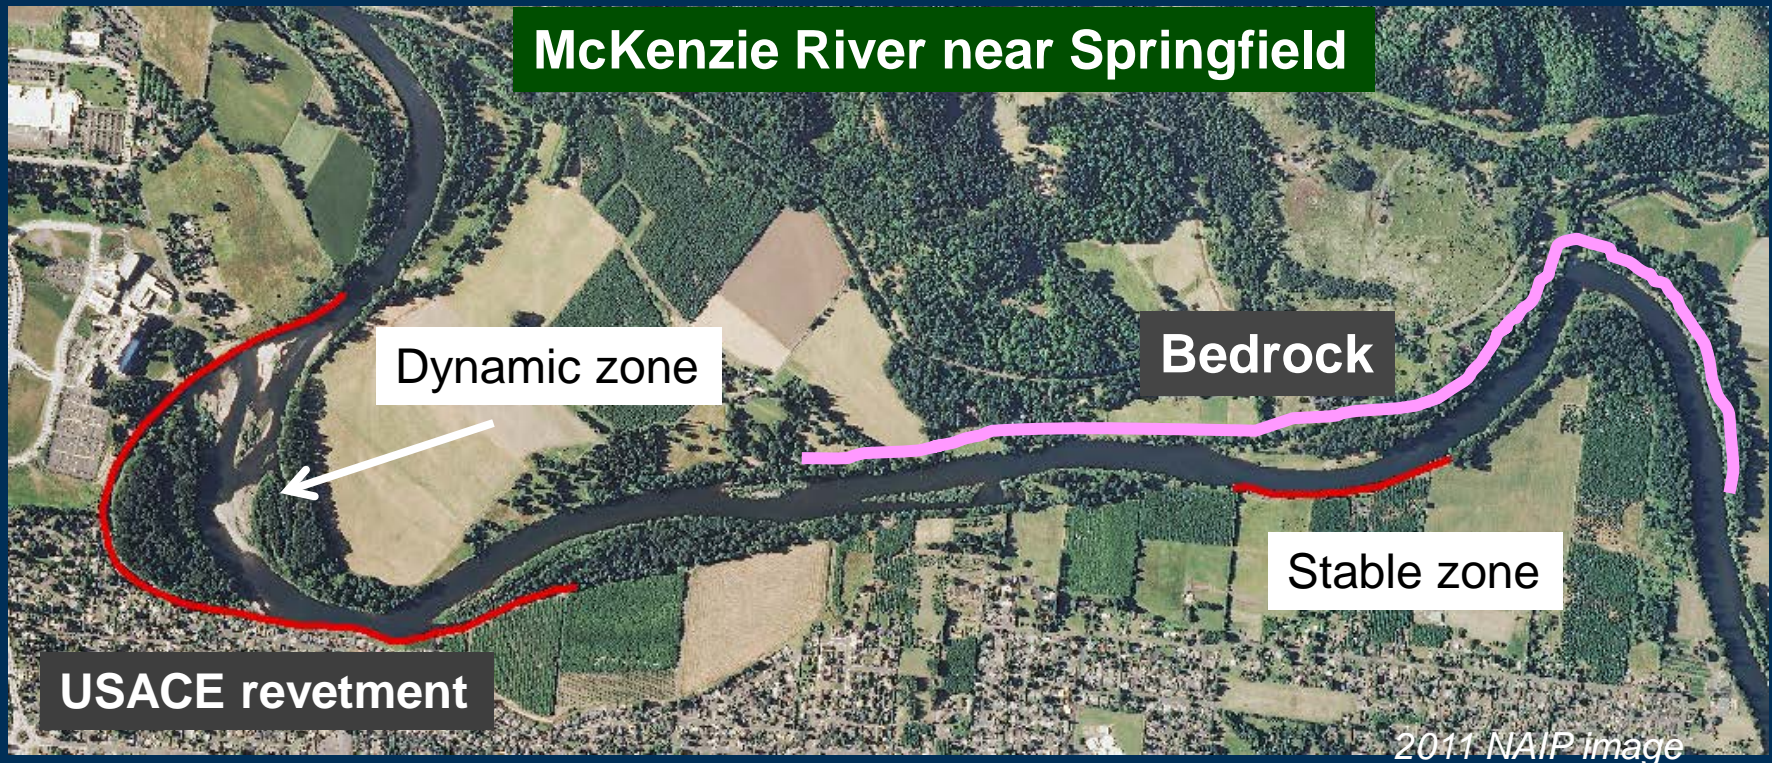 McKenzie River near Springfield
Dynamic zone
Bedrock
Stable zone
USACE revetment
2011 NAIP image